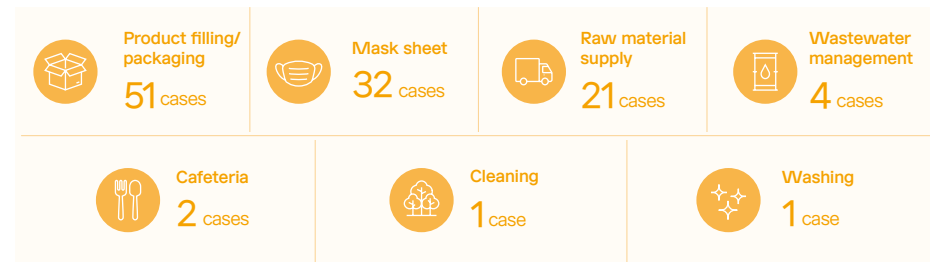 Product filling/
packaging
51 cases
Mask sheet
32 cases
Raw material
supply
21 cases
Wastewater
management
4 cases
Cafeteria
2 cases
Cleaning
1 case
Washing
1 case